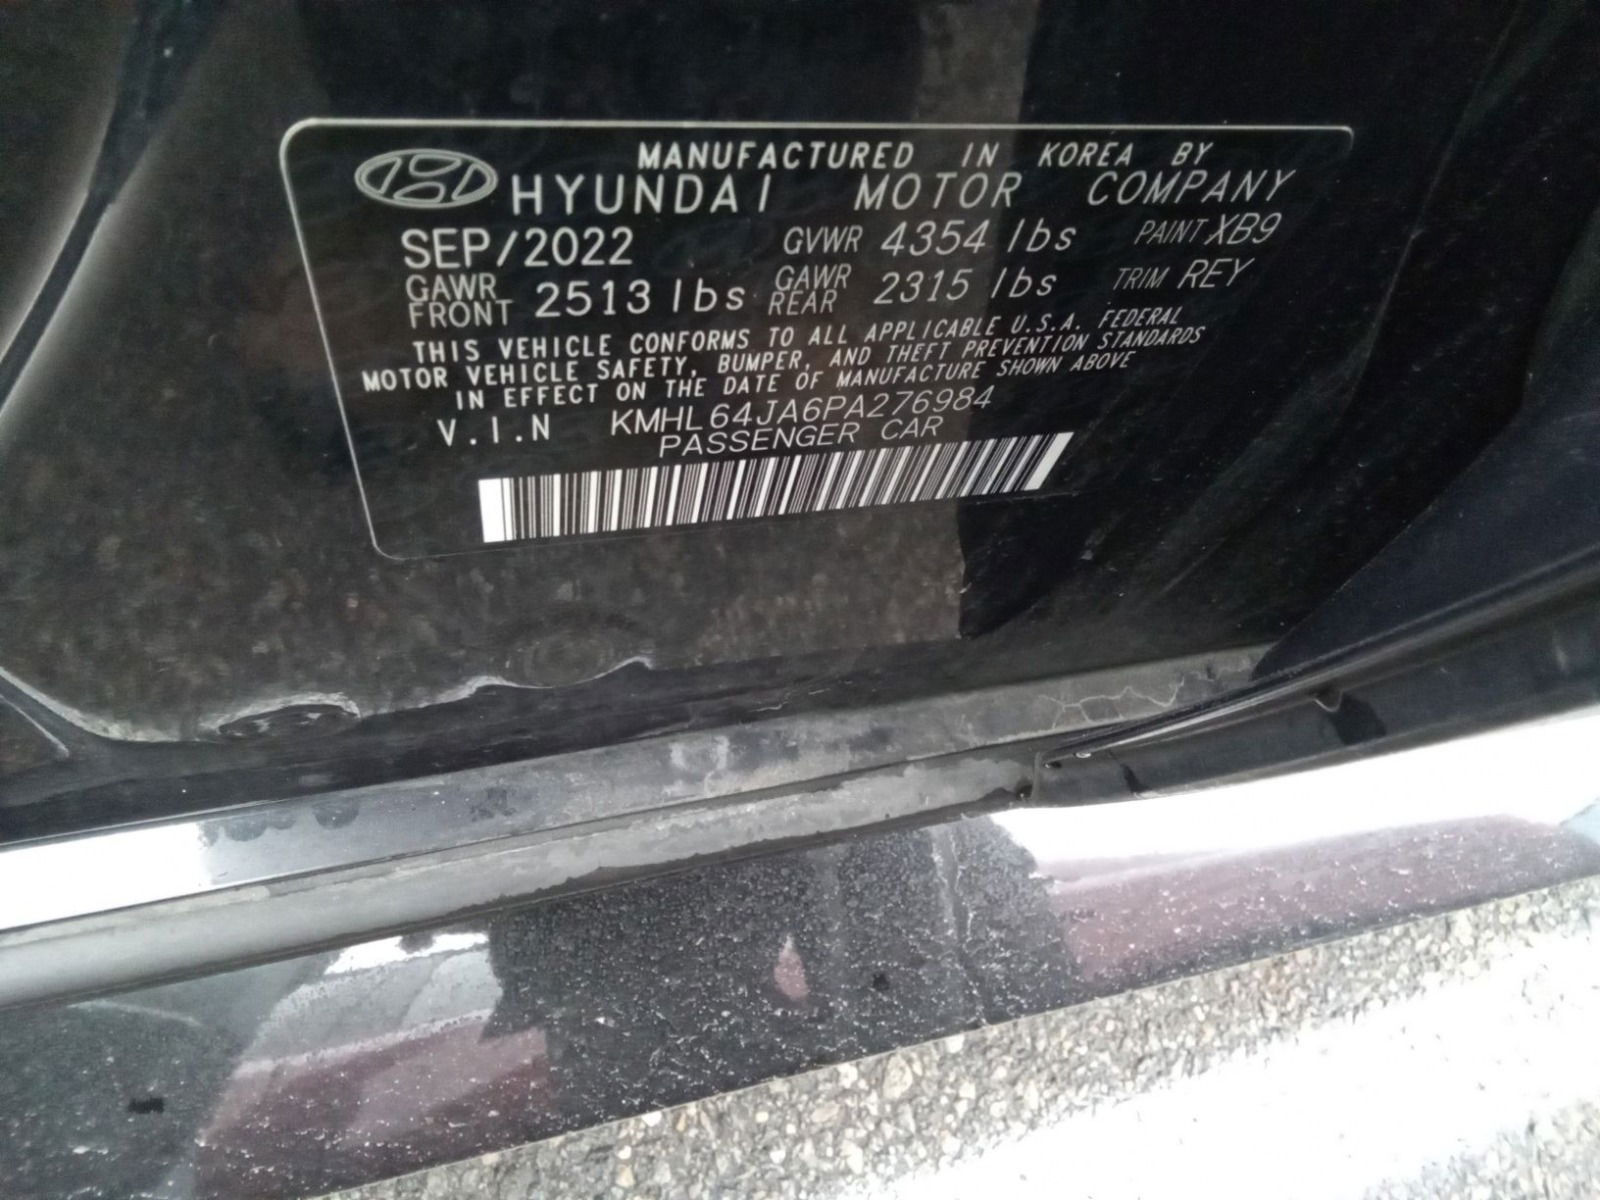 MANUFACTURED IN KOREA BY
HYUNDAI MOTOR COMPANY
SEP/2022 GVWR 4354 lbs PAINT XB9
GAWR FRONT 2513 lbs GAWR REAR 2315 lbs TRIM REY
THIS VEHICLE CONFORMS TO ALL APPLICABLE U.S.A. FEDERAL
MOTOR VEHICLE SAFETY, BUMPER, AND THEFT PREVENTION STANDARDS
IN EFFECT ON THE DATE OF MANUFACTURE SHOWN ABOVE
V.I.N KMHL64JA6PA276984
PASSENGER CAR